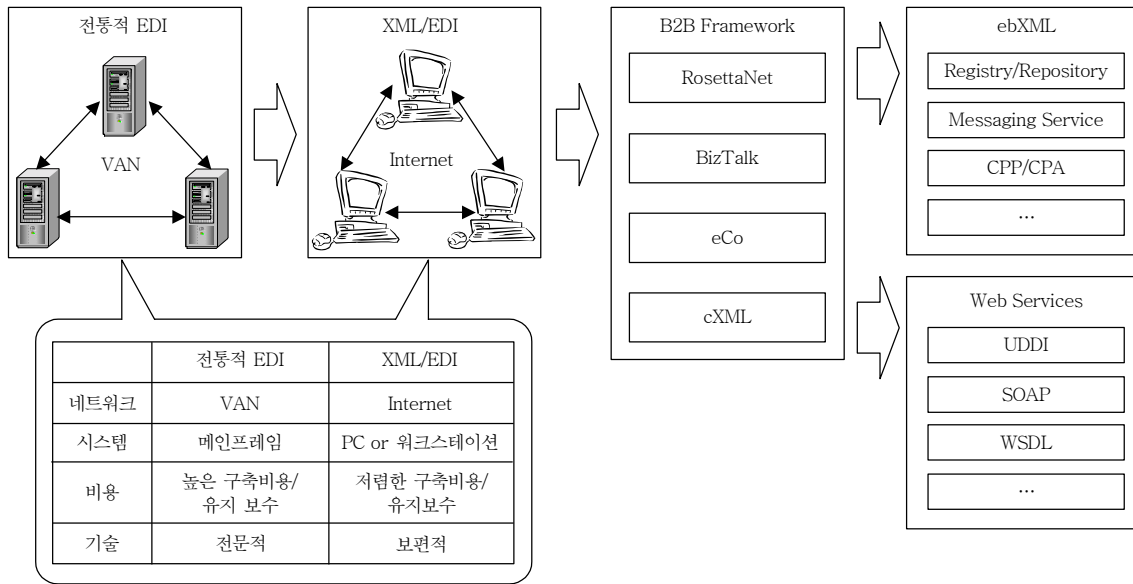 전통적 EDI
VAN
XML/EDI
Internet
B2B Framework
RosettaNet
BizTalk
eCo
cXML
ebXML
Registry/Repository
Messaging Service
CPP/CPA
…
Web Services
UDDI
SOAP
WSDL
…
전통적 EDI XML/EDI
네트워크 VAN Internet
시스템 메인프레임 PC or 워크스테이션
비용 높은 구축비용/ 저렴한 구축비용/
유지 보수 유지보수
기술 전문적 보편적